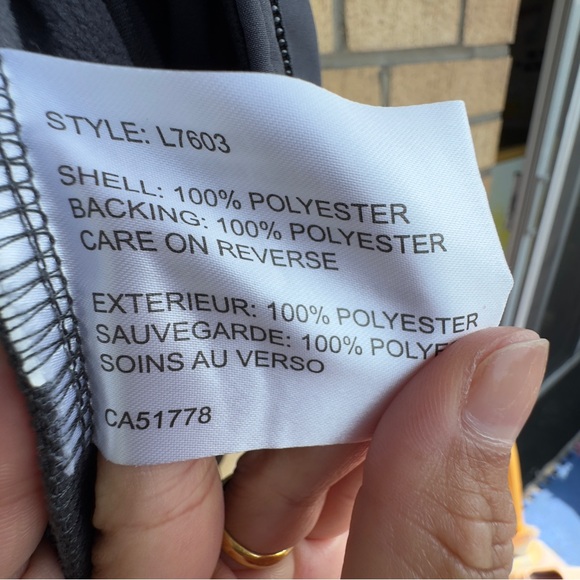 STYLE: L7603
SHELL: 100% POLYESTER
BACKING: 100% POLYESTER
CARE ON REVERSE
EXTERIEUR: 100% POLYESTER
SAUVEGARDE: 100%
SOINS AU VERSO
CA51778